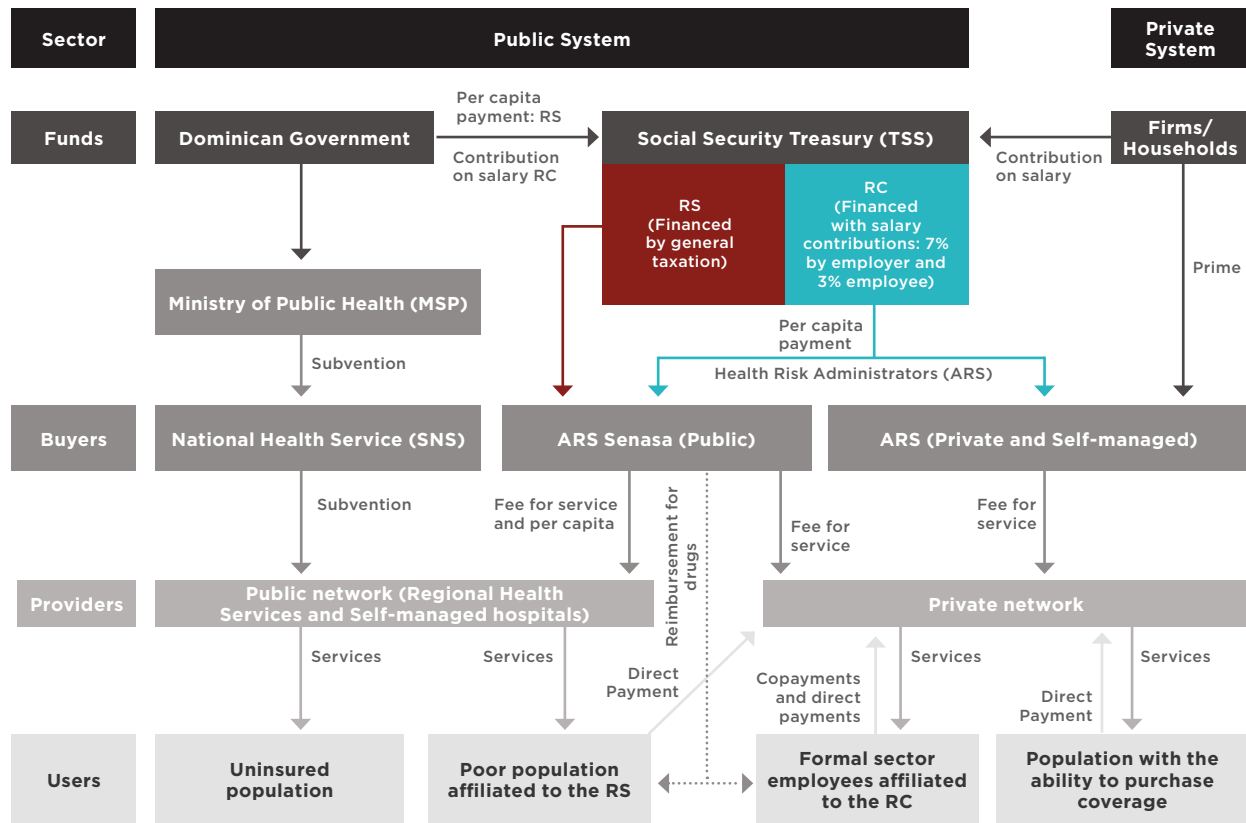 Sector
Public System
Private
System
Funds
Dominican Government
Per capita
payment: RS
Contribution
on salary RC
Social Security Treasury (TSS)
Contribution
on salary
Firms/
Households
RS
(Financed
by general
taxation)
RC
(Financed
with salary
contributions: 7%
by employer and
3% employee)
Prime
Ministry of Public Health (MSP)
Subvention
Per capita
payment
Health Risk Administrators (ARS)
Buyers
National Health Service (SNS)
ARS Senasa (Public)
ARS (Private and Self-managed)
Subvention
Fee for service
and per capita
Reimbursement for
drugs
Fee for
service
Fee for
service
Providers
Public network (Regional Health
Services and Self-managed hospitals)
Private network
Services
Services
Direct
Payment
Copayments
and direct
payments
Services
Direct
Payment
Services
Users
Uninsured
population
Poor population
affiliated to the RS
Formal sector
employees affiliated
to the RC
Population with the
ability to purchase
coverage